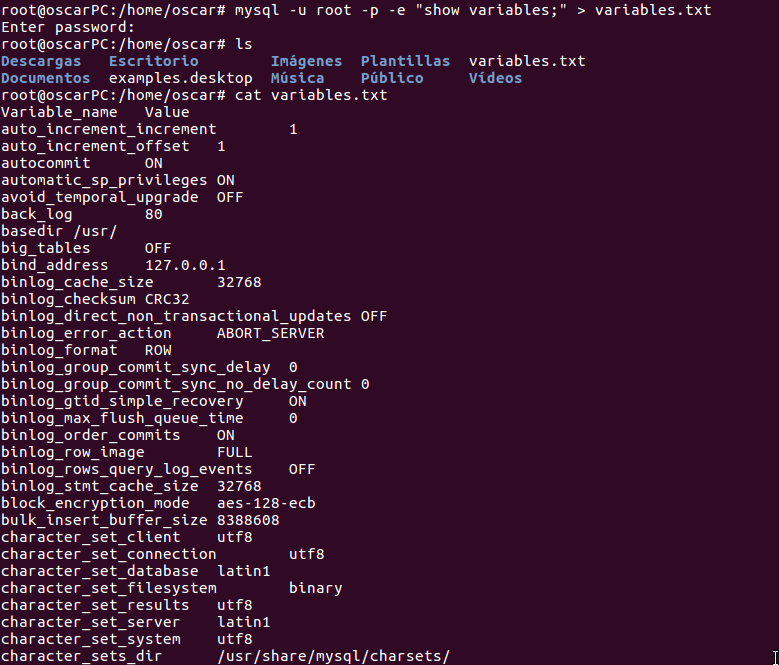 root@oscarPC:/home/oscar# mysql -u root -p -e "show variables;" > variables.txt
Enter password:
root@oscarPC:/home/oscar# ls
Descargas   Escritorio        Imágenes  Plantillas  variables.txt
Documentos  examples.desktop  Música    Público     Vídeos
root@oscarPC:/home/oscar# cat variables.txt
Variable_name   Value
auto_increment_increment        1
auto_increment_offset   1
autocommit      ON
automatic_sp_privileges ON
avoid_temporal_upgrade  OFF
back_log        80
basedir /usr/
big_tables      OFF
bind_address    127.0.0.1
binlog_cache_size       32768
binlog_checksum CRC32
binlog_direct_non_transactional_updates OFF
binlog_error_action     ABORT_SERVER
binlog_format   ROW
binlog_group_commit_sync_delay  0
binlog_group_commit_sync_no_delay_count 0
binlog_gtid_simple_recovery     ON
binlog_max_flush_queue_time     0
binlog_order_commits    ON
binlog_row_image        FULL
binlog_rows_query_log_events    OFF
binlog_stmt_cache_size  32768
block_encryption_mode   aes-128-ecb
bulk_insert_buffer_size 8388608
character_set_client    utf8
character_set_connection        utf8
character_set_database  latin1
character_set_filesystem        binary
character_set_results   utf8
character_set_server    latin1
character_set_system    utf8
character_sets_dir      /usr/share/mysql/charsets/